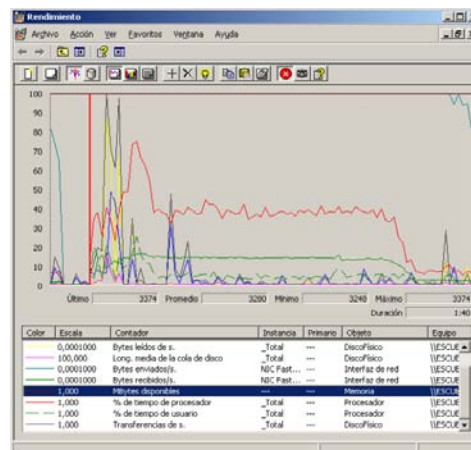 Rendimiento
Archivo Acción Ver Favoritos Ventana Ayuda
100
90
80
70
60
50
40
30
20
10
0
Último 3374 Promedio 3280 Mínimo 3240 Máximo 3374
Duración 1:40
Color Escala Contador Instancia Primario Objeto Equipo
0,0001000 Bytes leídos de s. _Total --- DiscoFísico \\ESCUE
100,000 Long. media de la cola de disco _Total --- DiscoFísico \\ESCUE
0,0001000 Bytes enviados/s. NIC Fast... --- Interfaz de red \\ESCUE
0,0001000 Bytes recibidos/s. NIC Fast... --- Interfaz de red \\ESCUE
1,000 MBytes disponibles --- --- Memoria \\ESCUE
1,000 % de tiempo de procesador _Total --- Procesador \\ESCUE
1,000 % de tiempo de usuario _Total --- Procesador \\ESCUE
1,000 Transferencias de s. _Total --- DiscoFísico \\ESCUE